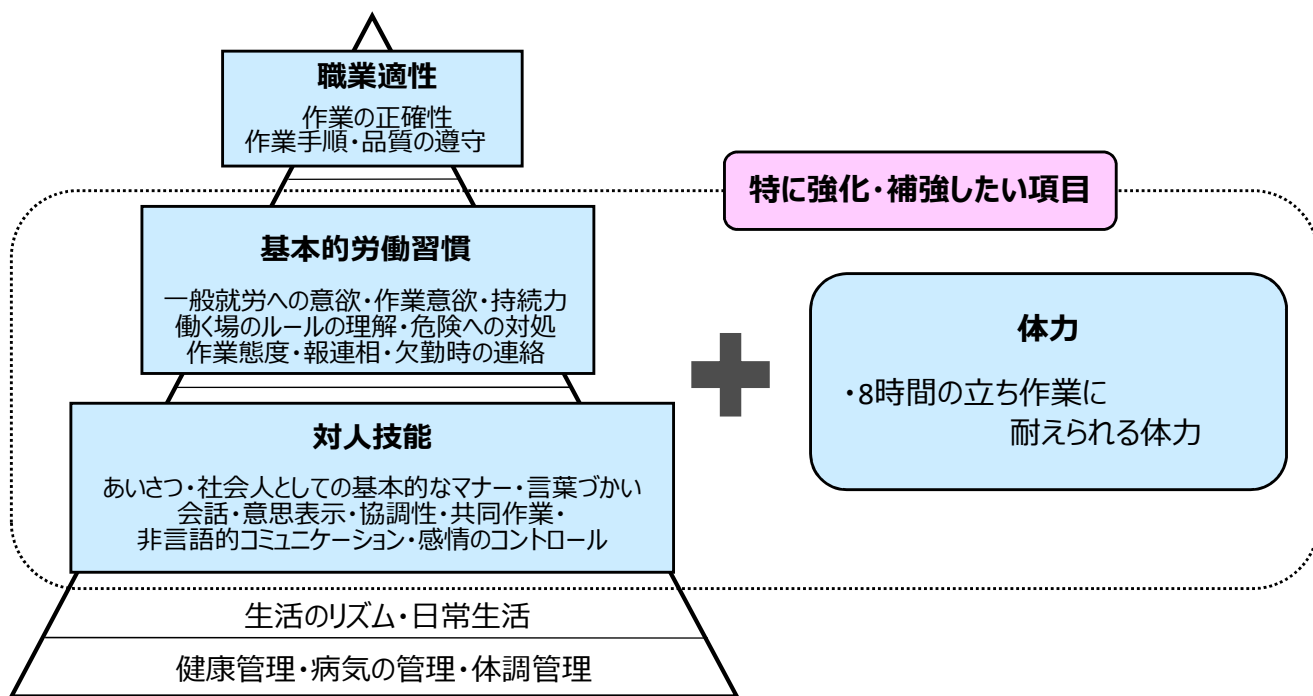 職業適性
作業の正確性
作業手順・品質の遵守
特に強化・補強したい項目
基本的労働習慣
一般就労への意欲・作業意欲・持続力
働く場のルールの理解・危険への対処
作業態度・報連相・欠勤時の連絡
体力
・8時間の立ち作業に
耐えられる体力
対人技能
あいさつ・社会人としての基本的なマナー・言葉づかい
会話・意思表示・協調性・共同作業・
非言語的コミュニケーション・感情のコントロール
生活のリズム・日常生活
健康管理・病気の管理・体調管理